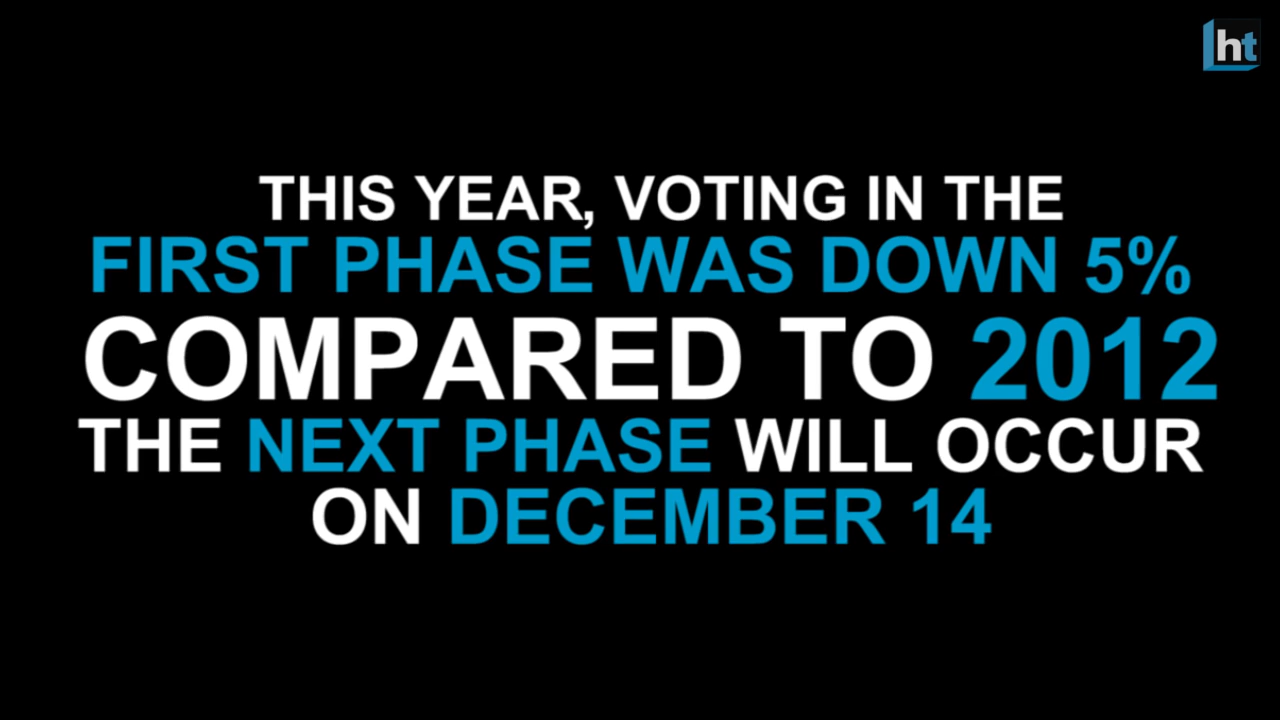 ht
THIS YEAR, VOTING IN THE
FIRST PHASE WAS DOWN 5%
COMPARED TO 2012
THE NEXT PHASE WILL OCCUR
ON DECEMBER 14